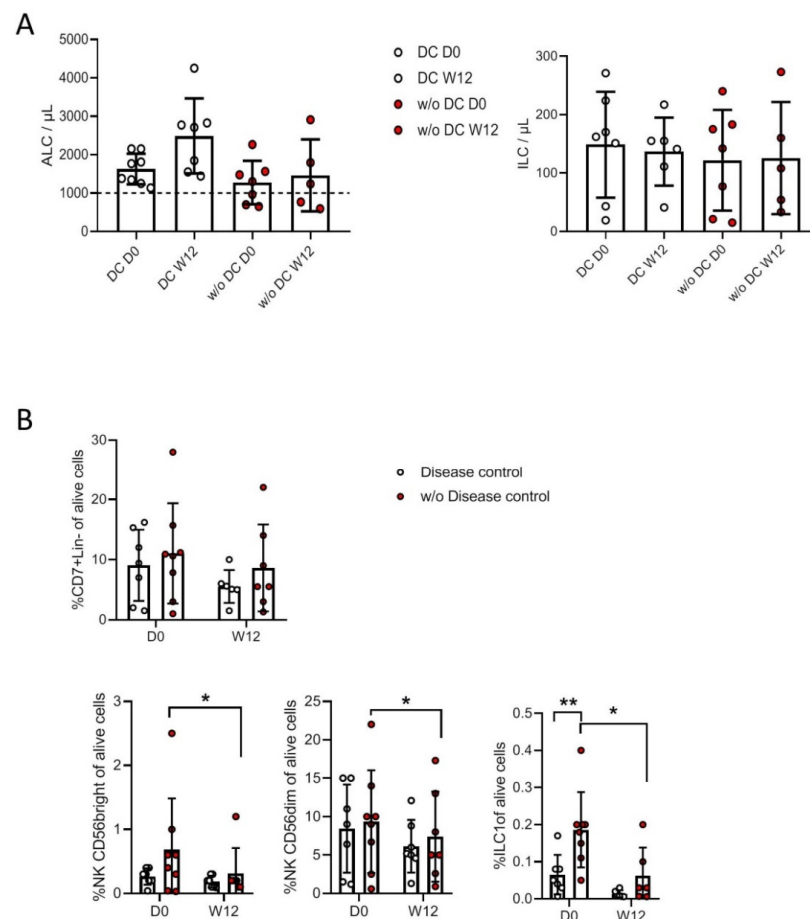 A
5000
4000
3000
2000
1000
0
ALC / µL
DC D0
DC W12
w/o DC D0
w/o DC W12
DC D0
DC W12
w/o DC D0
w/o DC W12
300
200
100
0
ILC / µL
DC D0
DC W12
w/o DC D0
w/o DC W12
B
30
20
10
0
%CD7+Lin- of alive cells
D0
W12
Disease control
w/o Disease control
3
2
1
0
%NK CD56bright of alive cells
*
D0
W12
25
20
15
10
5
0
%NK CD56dim of alive cells
*
D0
W12
0.5
0.4
0.3
0.2
0.1
0.0
%ILC1of alive cells
**
*
D0
W12